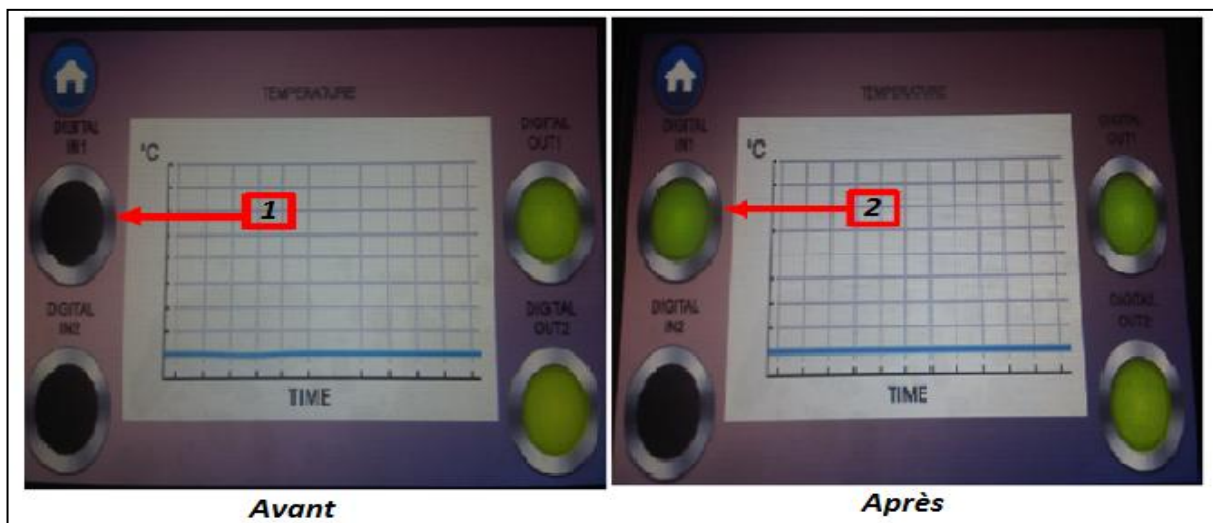 TEMPERATURE
DIGITAL
IN1
DIGITAL
OUT1
°C
1
DIGITAL
IN2
DIGITAL
OUT2
TIME
Avant
TEMPERATURE
DIGITAL
IN1
DIGITAL
OUT1
°C
2
DIGITAL
IN2
DIGITAL
OUT2
TIME
Après